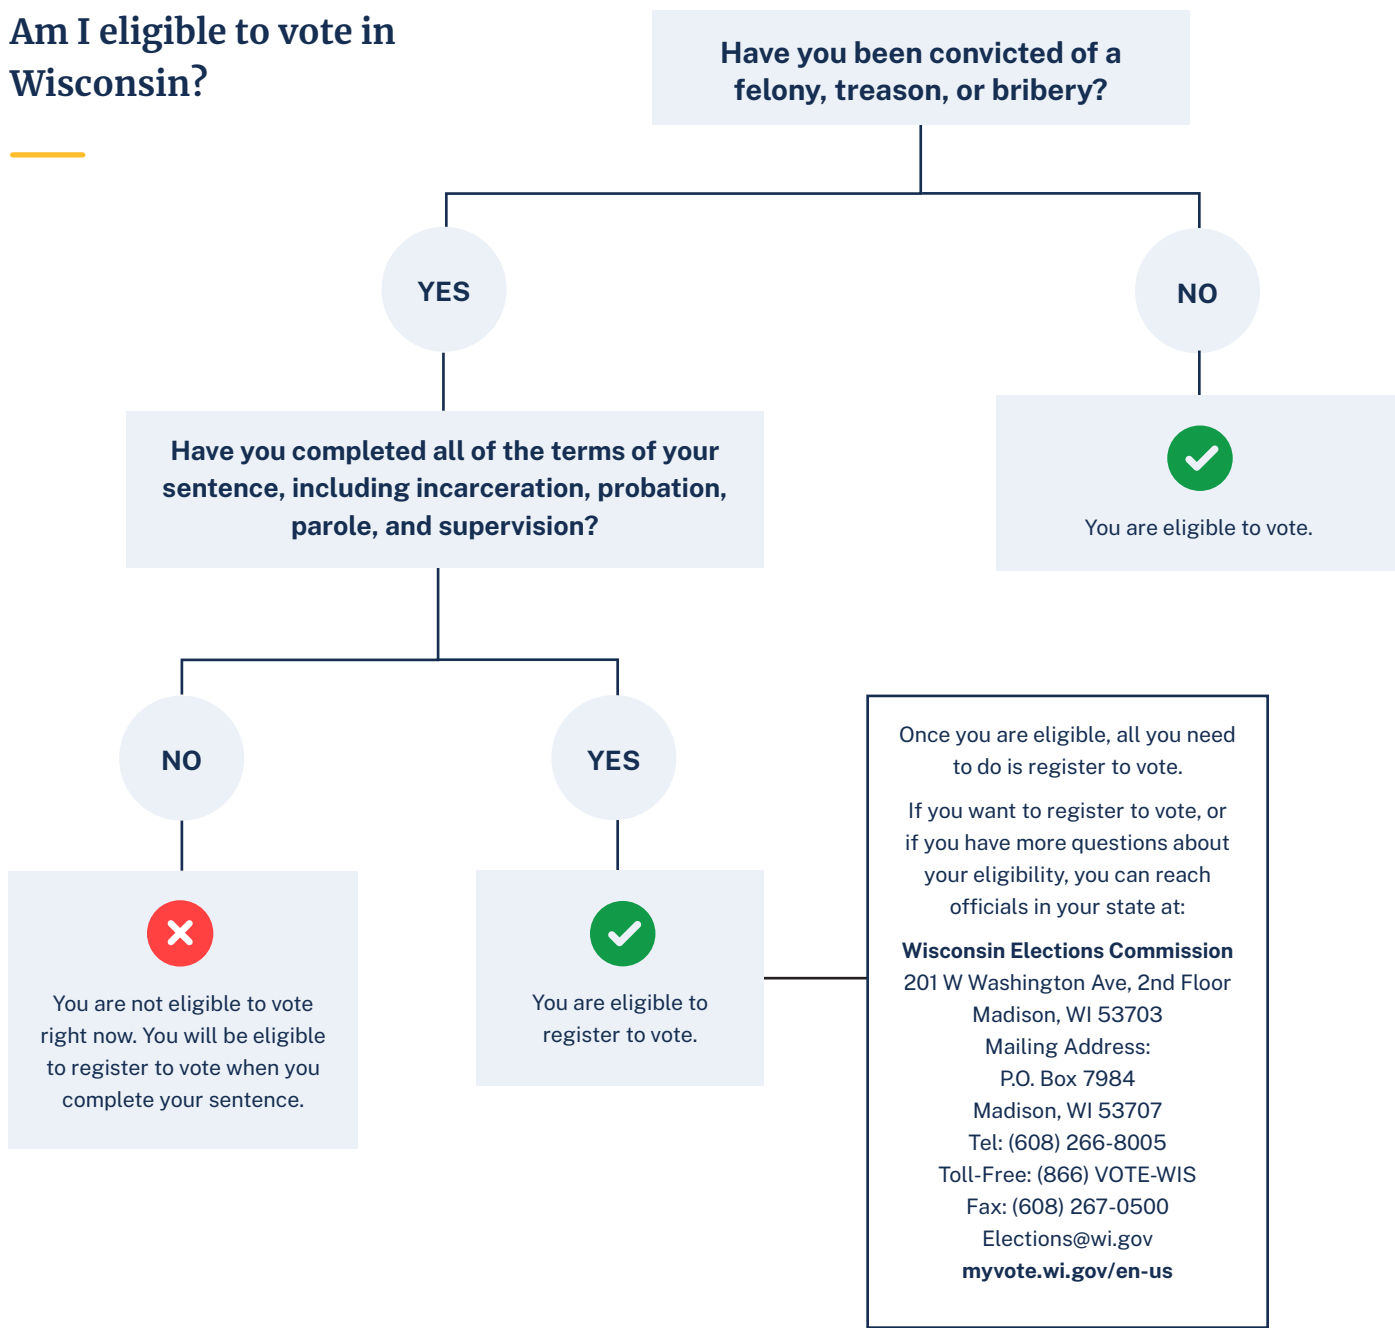 Am I eligible to vote in
Wisconsin?
Have you been convicted of a
felony, treason, or bribery?
YES
NO
Have you completed all of the terms of your
sentence, including incarceration, probation,
parole, and supervision?
You are eligible to vote.
NO
YES
You are not eligible to vote
right now. You will be eligible
to register to vote when you
complete your sentence.
You are eligible to
register to vote.
Once you are eligible, all you need
to do is register to vote.
If you want to register to vote, or
if you have more questions about
your eligibility, you can reach
officials in your state at:
Wisconsin Elections Commission
201 W Washington Ave, 2nd Floor
Madison, WI 53703
Mailing Address:
P.O. Box 7984
Madison, WI 53707
Tel: (608) 266-8005
Toll-Free: (866) VOTE-WIS
Fax: (608) 267-0500
Elections@wi.gov
myvote.wi.gov/en-us